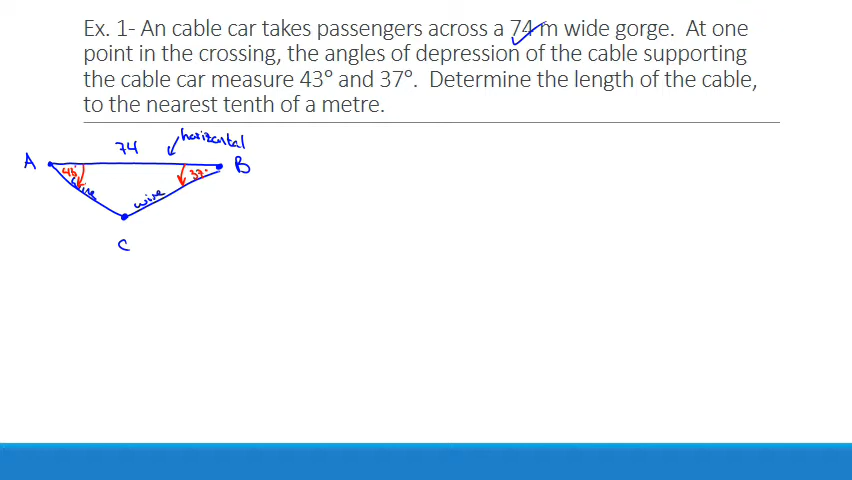 Ex. 1- An cable car takes passengers across a 74 m wide gorge. At one
point in the crossing, the angles of depression of the cable supporting
the cable car measure 43° and 37°. Determine the length of the cable,
to the nearest tenth of a metre.
74 horizontal
A 43° 37° B
wire wire
C